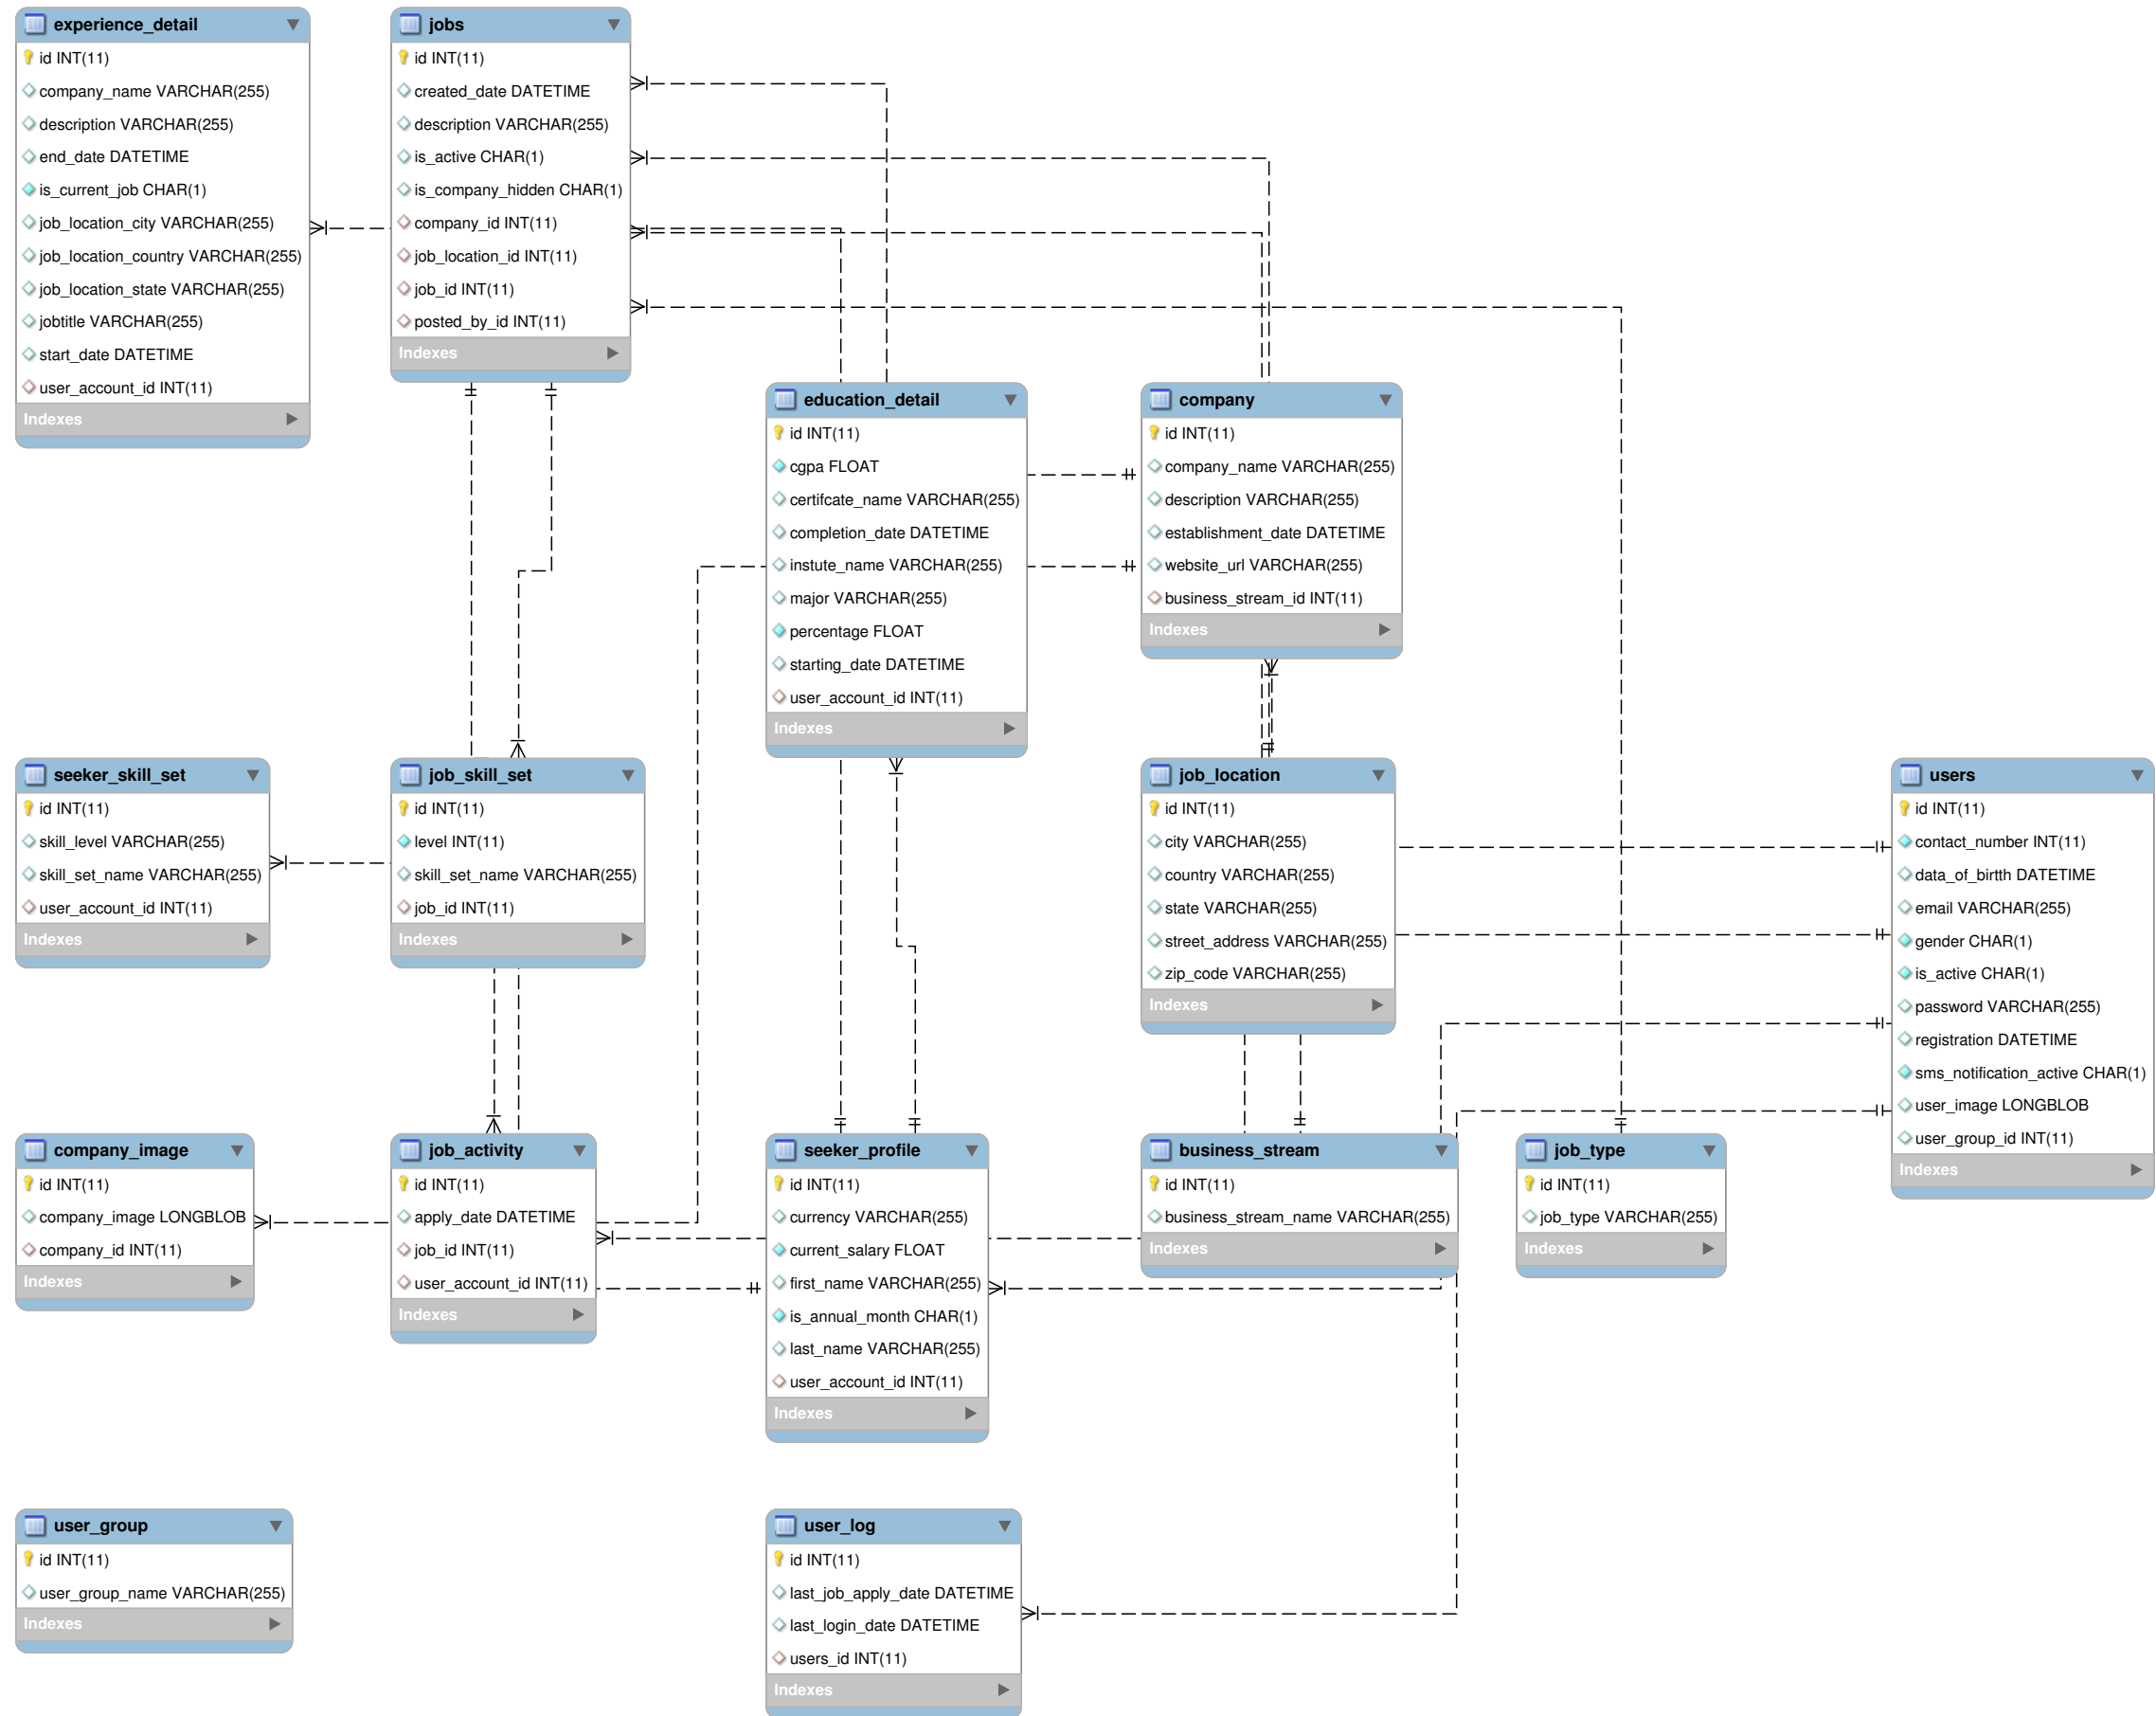 experience_detail
id INT(11)
company_name VARCHAR(255)
description VARCHAR(255)
end_date DATETIME
is_current_job CHAR(1)
job_location_city VARCHAR(255)
job_location_country VARCHAR(255)
job_location_state VARCHAR(255)
jobtitle VARCHAR(255)
start_date DATETIME
user_account_id INT(11)
Indexes
jobs
id INT(11)
created_date DATETIME
description VARCHAR(255)
is_active CHAR(1)
is_company_hidden CHAR(1)
company_id INT(11)
job_location_id INT(11)
job_id INT(11)
posted_by_id INT(11)
Indexes
education_detail
id INT(11)
cgpa FLOAT
certifcate_name VARCHAR(255)
completion_date DATETIME
instute_name VARCHAR(255)
major VARCHAR(255)
percentage FLOAT
starting_date DATETIME
user_account_id INT(11)
Indexes
company
id INT(11)
company_name VARCHAR(255)
description VARCHAR(255)
establishment_date DATETIME
website_url VARCHAR(255)
business_stream_id INT(11)
Indexes
seeker_skill_set
id INT(11)
skill_level VARCHAR(255)
skill_set_name VARCHAR(255)
user_account_id INT(11)
Indexes
job_skill_set
id INT(11)
level INT(11)
skill_set_name VARCHAR(255)
job_id INT(11)
Indexes
job_location
id INT(11)
city VARCHAR(255)
country VARCHAR(255)
state VARCHAR(255)
street_address VARCHAR(255)
zip_code VARCHAR(255)
Indexes
users
id INT(11)
contact_number INT(11)
data_of_birtth DATETIME
email VARCHAR(255)
gender CHAR(1)
is_active CHAR(1)
password VARCHAR(255)
registration DATETIME
sms_notification_active CHAR(1)
user_image LONGBLOB
user_group_id INT(11)
Indexes
company_image
id INT(11)
company_image LONGBLOB
company_id INT(11)
Indexes
job_activity
id INT(11)
apply_date DATETIME
job_id INT(11)
user_account_id INT(11)
Indexes
seeker_profile
id INT(11)
currency VARCHAR(255)
current_salary FLOAT
first_name VARCHAR(255)
is_annual_month CHAR(1)
last_name VARCHAR(255)
user_account_id INT(11)
Indexes
business_stream
id INT(11)
business_stream_name VARCHAR(255)
Indexes
job_type
id INT(11)
job_type VARCHAR(255)
Indexes
user_group
id INT(11)
user_group_name VARCHAR(255)
Indexes
user_log
id INT(11)
last_job_apply_date DATETIME
last_login_date DATETIME
users_id INT(11)
Indexes